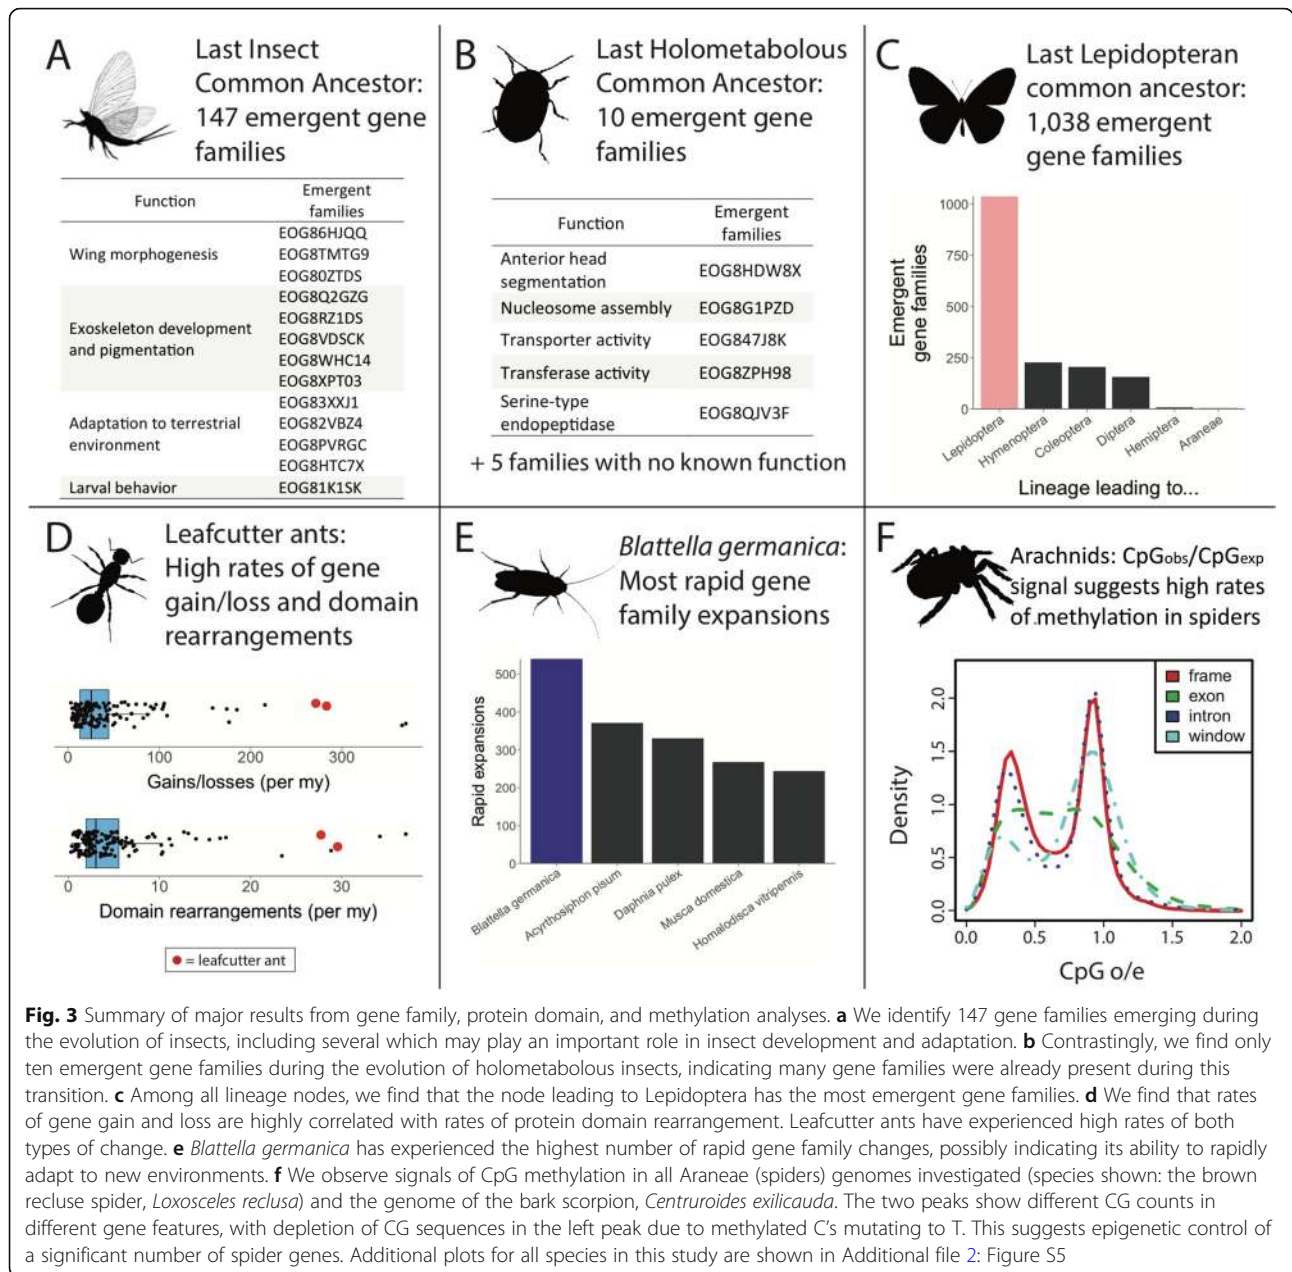 A
Last Insect
Common Ancestor:
147 emergent gene
families
Function
Emergent
families
Wing morphogenesis
EOG86HJQQ
EOG8TMTG9
EOG80ZTDS
Exoskeleton development
and pigmentation
EOG8Q2GZG
EOG8RZ1DS
EOG8VDSCK
EOG8WHC14
EOG8XPT03
Adaptation to terrestrial
environment
EOG83XXJ1
EOG82VBZ4
EOG8PVRGC
EOG8HTC7X
Larval behavior
EOG81K1SK
B
Last Holometabolous
Common Ancestor:
10 emergent gene
families
Function
Emergent
families
Anterior head
segmentation
EOG8HDW8X
Nucleosome assembly
EOG8G1PZD
Transporter activity
EOG847J8K
Transferase activity
EOG8ZPH98
Serine-type
endopeptidase
EOG8QJV3F
+ 5 families with no known function
C
Last Lepidopteran
common ancestor:
1,038 emergent
gene families
Emergent
gene families
1000
750
500
250
0
Lepidoptera
Hymenoptera
Coleoptera
Diptera
Hemiptera
Araneae
Lineage leading to...
D
Leafcutter ants:
High rates of gene
gain/loss and domain
rearrangements
0 100 200 300
Gains/losses (per my)
0 10 20 30
Domain rearrangements (per my)
= leafcutter ant
E
Blattella germanica:
Most rapid gene
family expansions
Rapid expansions
500
400
300
200
100
0
Blattella germanica
Acyrthosiphon pisum
Daphnia pulex
Musca domestica
Homalodisca vitripennis
F
Arachnids: CpGobs/CpGexp
signal suggests high rates
of methylation in spiders
frame
exon
intron
window
Density
2.0
1.5
1.0
0.5
0.0
0.0 0.5 1.0 1.5 2.0
CpG o/e
Fig. 3 Summary of major results from gene family, protein domain, and methylation analyses. a We identify 147 gene families emerging during
the evolution of insects, including several which may play an important role in insect development and adaptation. b Contrastingly, we find only
ten emergent gene families during the evolution of holometabolous insects, indicating many gene families were already present during this
transition. c Among all lineage nodes, we find that the node leading to Lepidoptera has the most emergent gene families. d We find that rates
of gene gain and loss are highly correlated with rates of protein domain rearrangement. Leafcutter ants have experienced high rates of both
types of change. e Blattella germanica has experienced the highest number of rapid gene family changes, possibly indicating its ability to rapidly
adapt to new environments. f We observe signals of CpG methylation in all Araneae (spiders) genomes investigated (species shown: the brown
recluse spider, Loxosceles reclusa) and the genome of the bark scorpion, Centruroides exilicauda. The two peaks show different CG counts in
different gene features, with depletion of CG sequences in the left peak due to methylated C's mutating to T. This suggests epigenetic control of
a significant number of spider genes. Additional plots for all species in this study are shown in Additional file 2: Figure S5